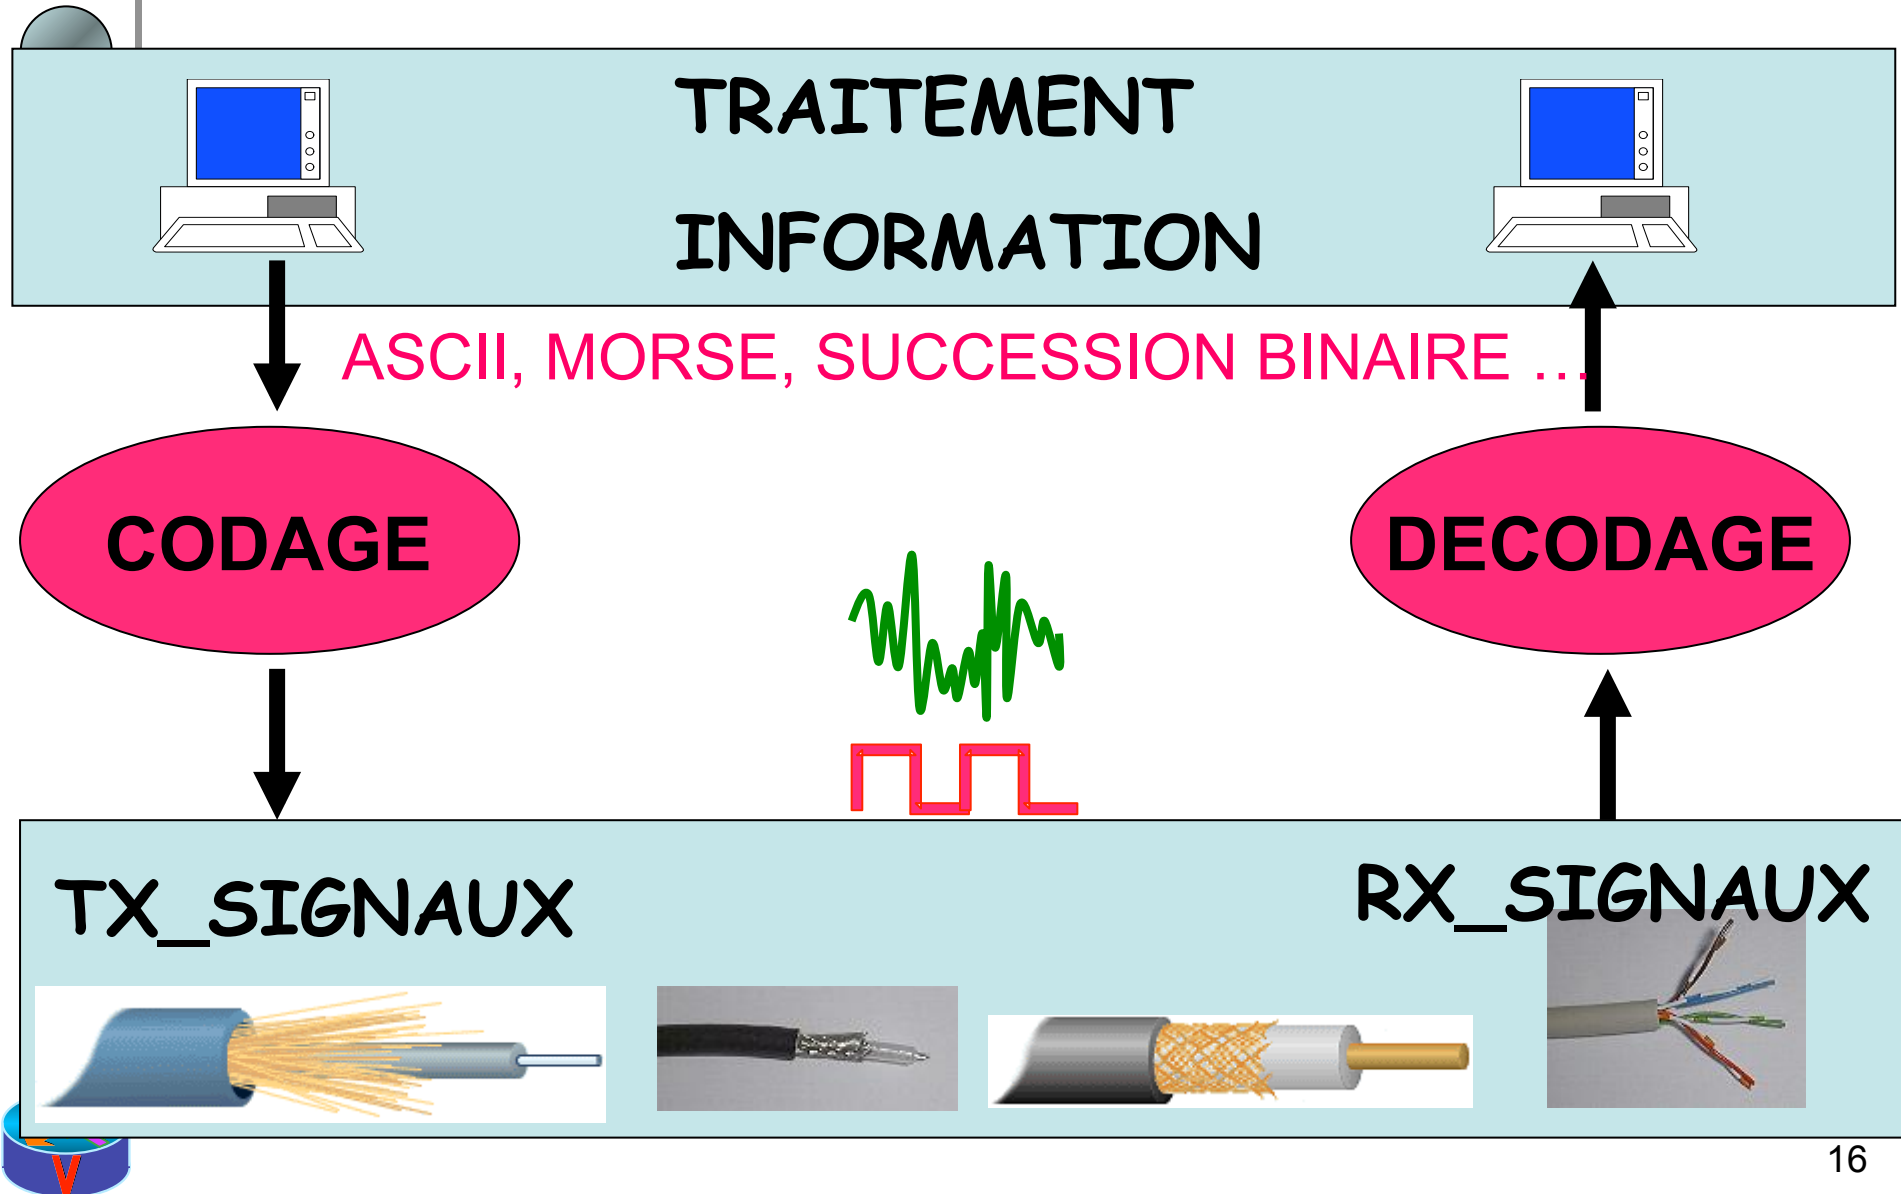 TRAITEMENT
INFORMATION
ASCII, MORSE, SUCCESSION BINAIRE ...
CODAGE
DECODAGE
TX_SIGNAUX
RX_SIGNAUX
V
16